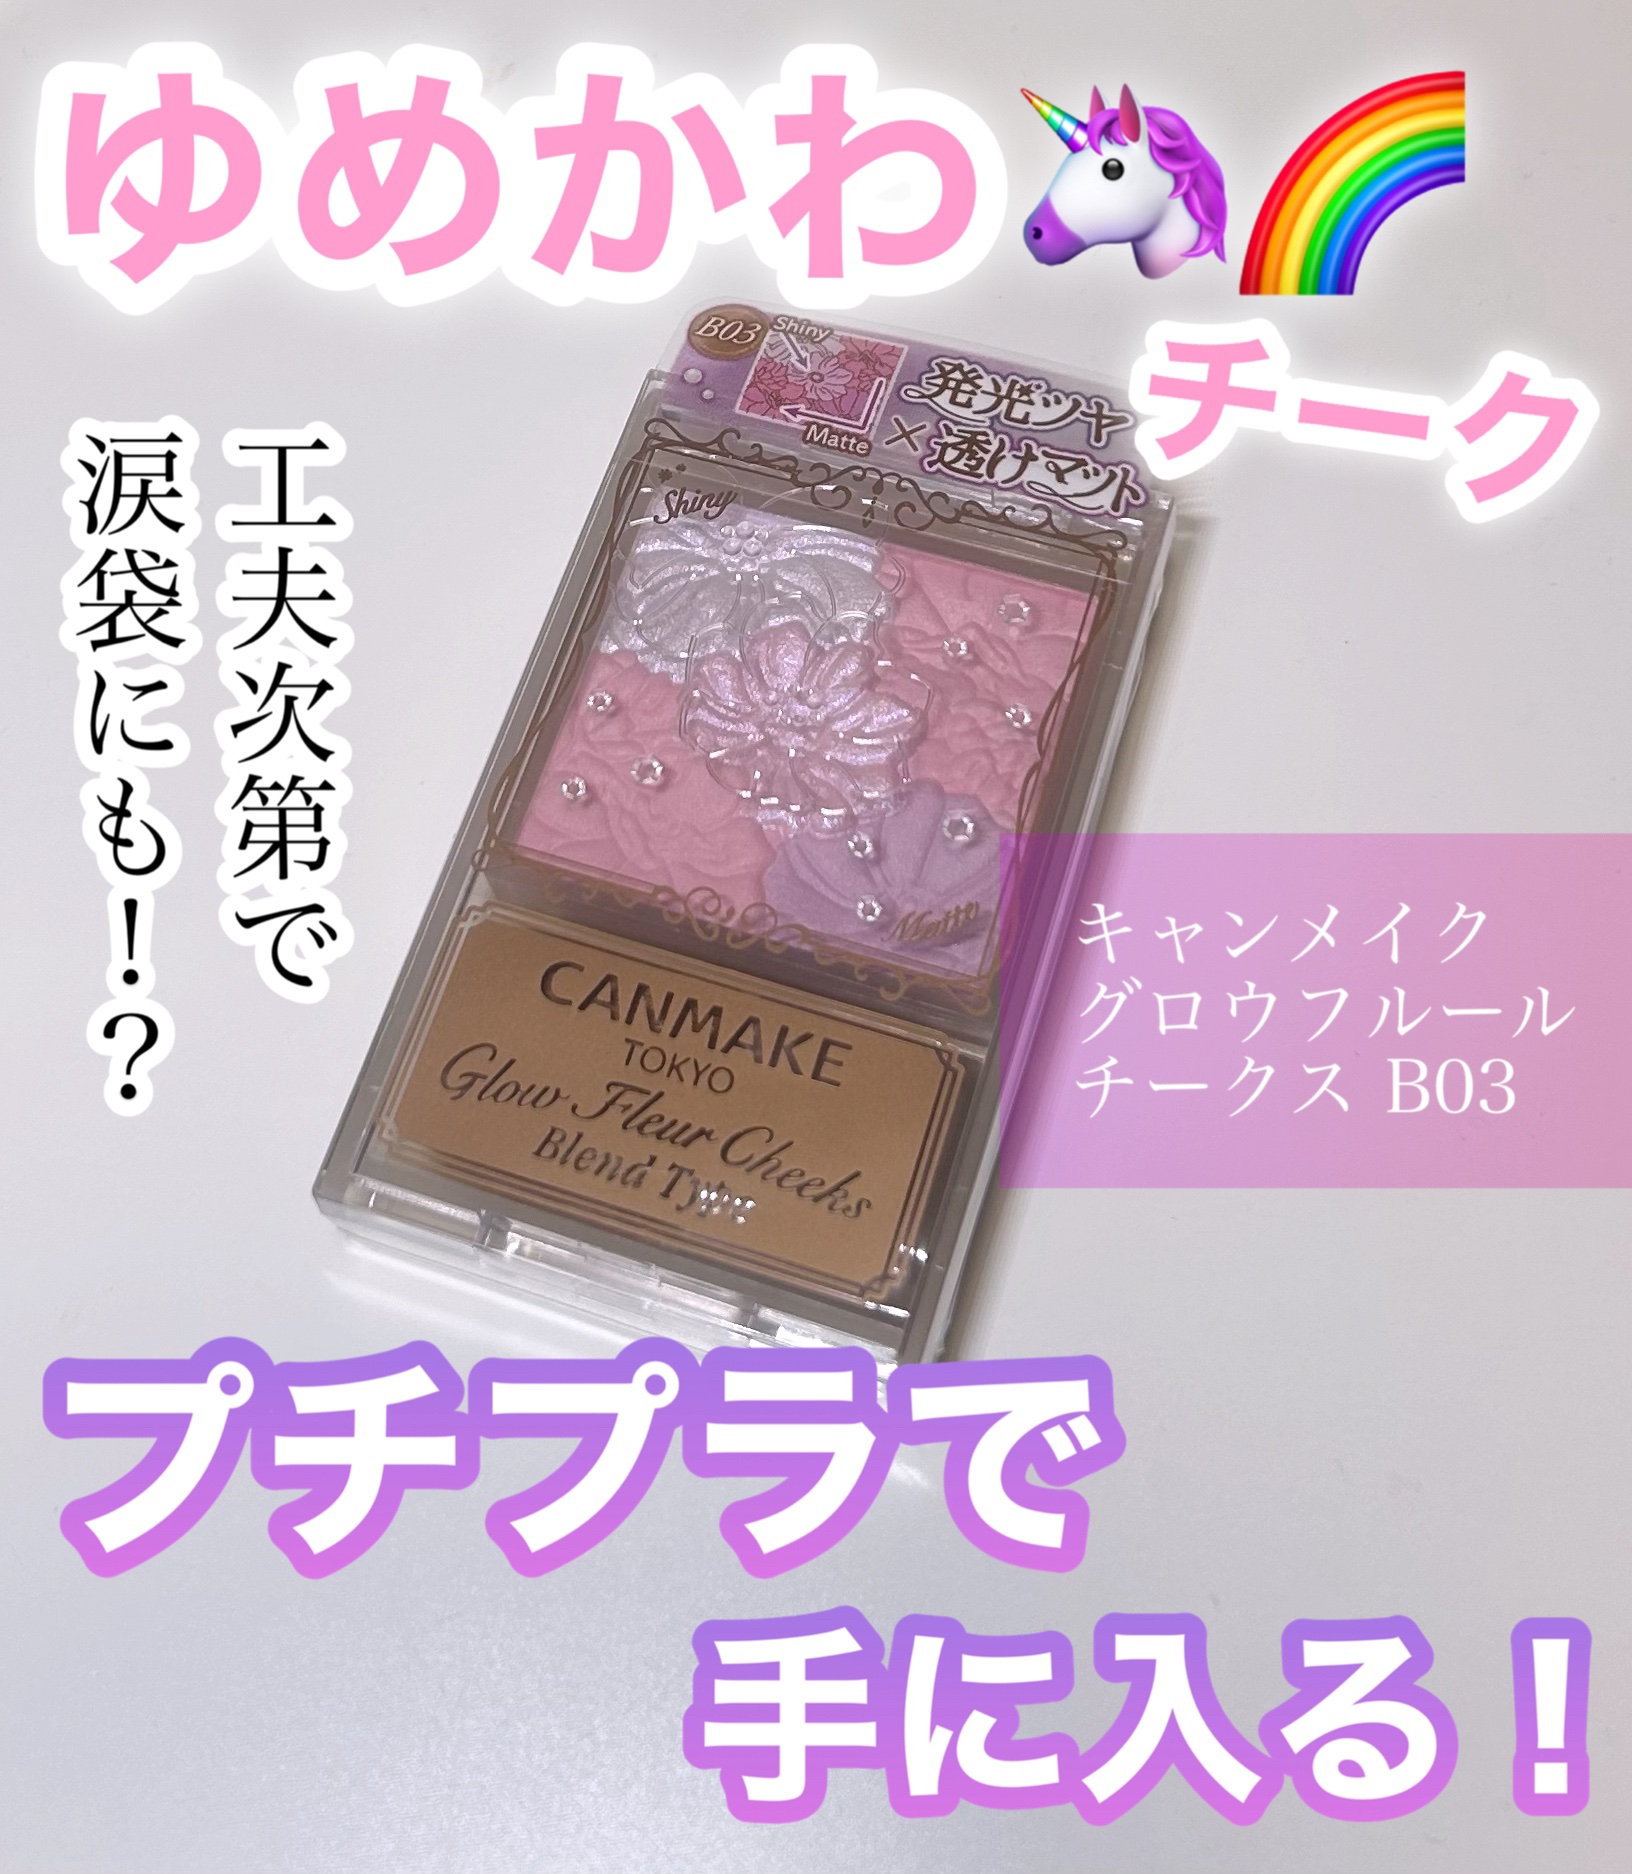 ゆめかわ🦄🌈
チーク
B03
Shiny
Matte
発光ツヤ
×透けマット
工夫次第で
涙袋にも！？
Shiny
Matte
CANMAKE
TOKYO
Glow Fleur Cheeks
Blend Type
キャンメイク
グロウフルール
チークス B03
プチプラで
手に入る！